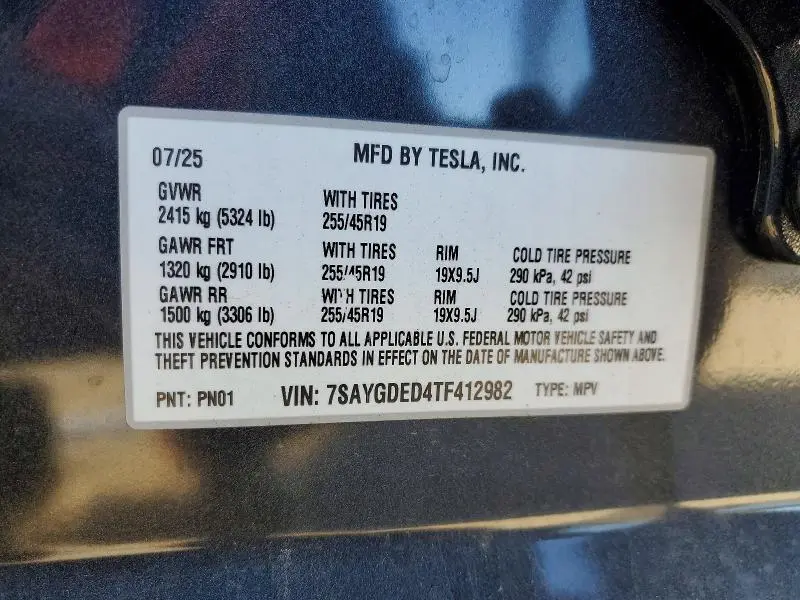 07/25 MFD BY TESLA, INC.
GVWR WITH TIRES
2415 kg (5324 lb) 255/45R19
GAWR FRT WITH TIRES RIM COLD TIRE PRESSURE
1320 kg (2910 lb) 255/45R19 19X9.5J 290 kPa, 42 psi
GAWR RR WITH TIRES RIM COLD TIRE PRESSURE
1500 kg (3306 lb) 255/45R19 19X9.5J 290 kPa, 42 psi
THIS VEHICLE CONFORMS TO ALL APPLICABLE U.S. FEDERAL MOTOR VEHICLE SAFETY AND
THEFT PREVENTION STANDARDS IN EFFECT ON THE DATE OF MANUFACTURE SHOWN ABOVE.
PNT: PN01 VIN: 7SAYGDED4TF412982 TYPE: MPV